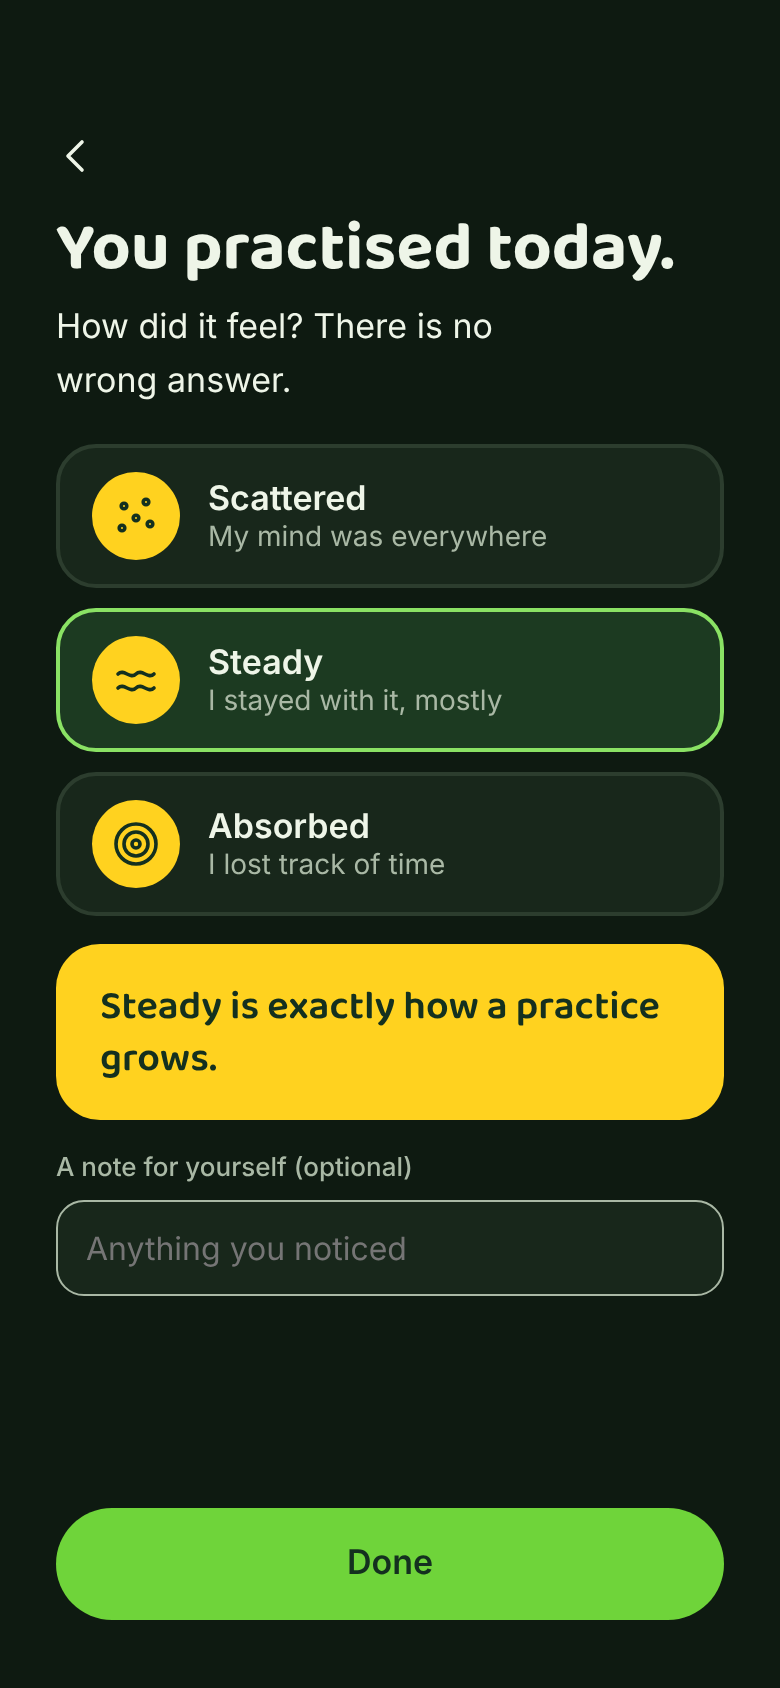 You practised today.
How did it feel? There is no
wrong answer.
Scattered
My mind was everywhere
Steady
I stayed with it, mostly
Absorbed
I lost track of time
Steady is exactly how a practice
grows.
A note for yourself (optional)
Anything you noticed
Done